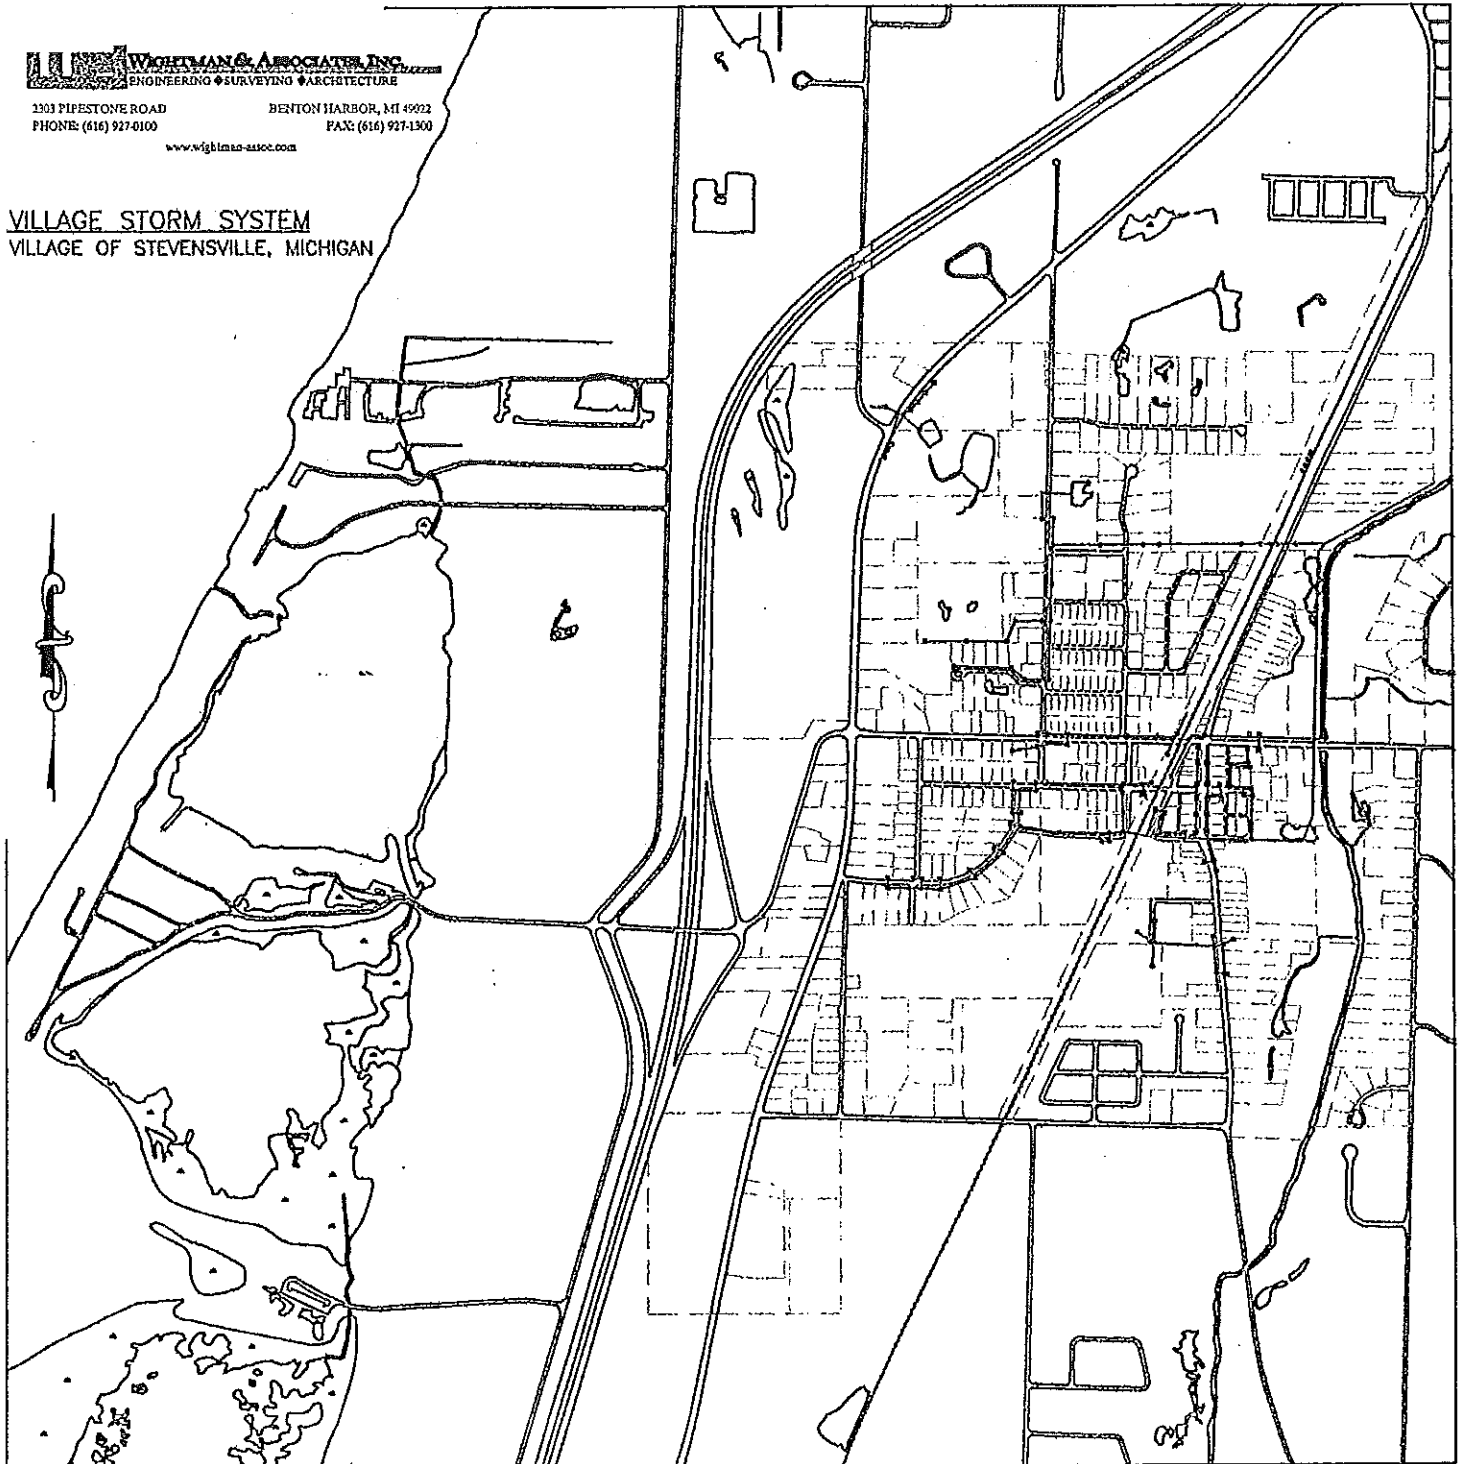 WIGHTMAN & ASSOCIATES, INC.
ENGINEERING ◆ SURVEYING ◆ ARCHITECTURE
2303 PIPESTONE ROAD BENTON HARBOR, MI 49022
PHONE: (616) 927-0100 FAX: (616) 927-1300
www.wightman-assoc.com
VILLAGE STORM SYSTEM
VILLAGE OF STEVENSVILLE, MICHIGAN